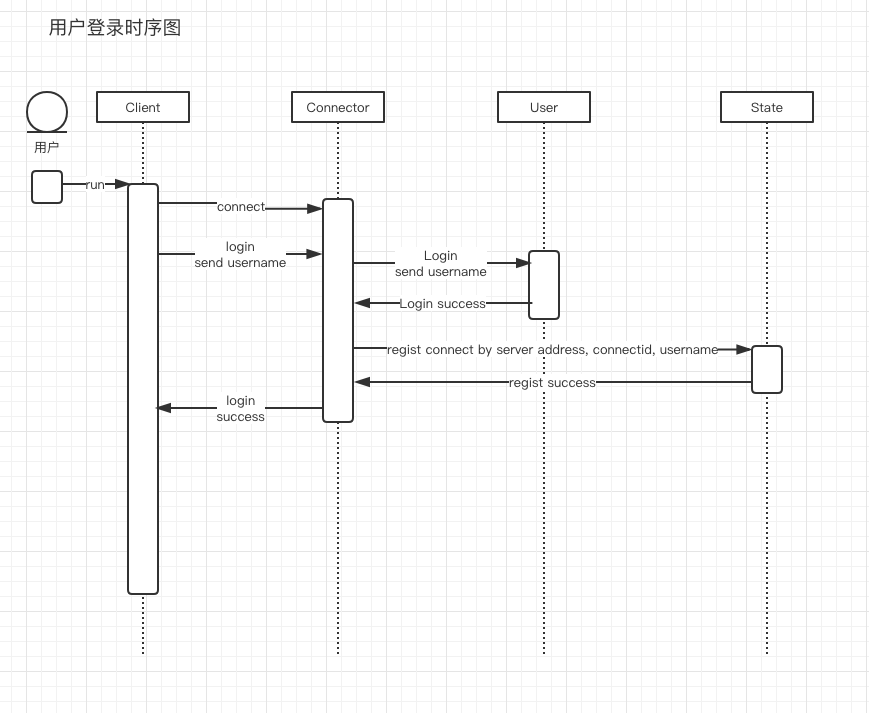 用户登录时序图
Client
Connector
User
State
用户
run
connect
login
send username
Login
send username
Login success
regist connect by server address, connectid, username
regist success
login
success